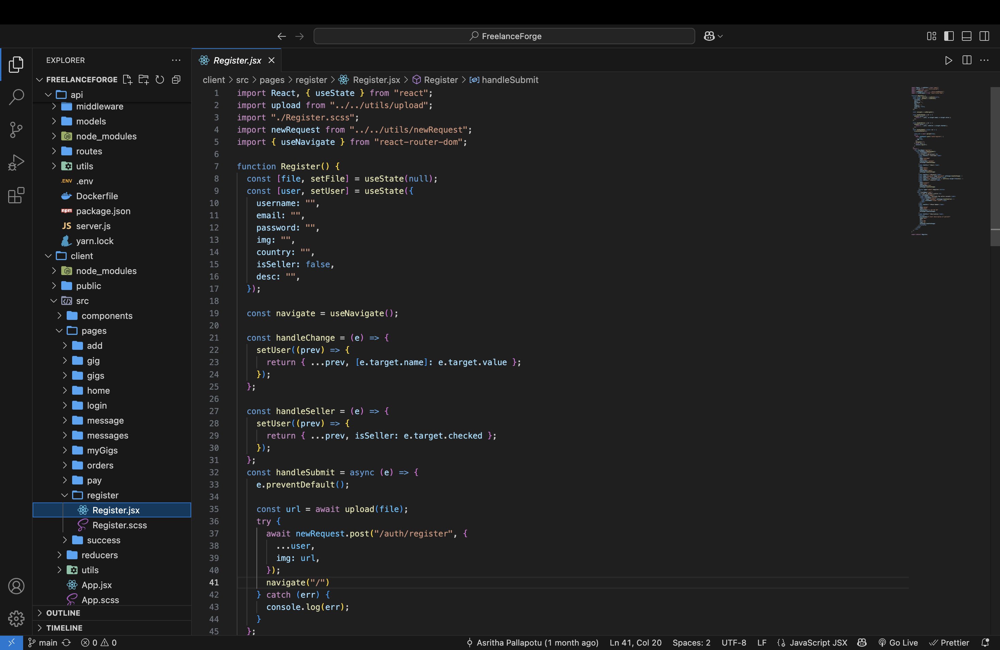 FreelanceForge
EXPLORER
FREELANCEFORGE
api
middleware
models
node_modules
routes
utils
.ENV .env
Dockerfile
npm package.json
JS server.js
yarn.lock
client
node_modules
public
src
components
pages
add
gig
gigs
home
login
message
messages
myGigs
orders
pay
register
Register.jsx
Register.scss
success
reducers
utils
App.jsx
App.scss
OUTLINE
TIMELINE
Register.jsx
client > src > pages > register > Register.jsx > Register > handleSubmit
1 import React, { useState } from "react";
2 import upload from "../../utils/upload";
3 import "./Register.scss";
4 import newRequest from "../../utils/newRequest";
5 import { useNavigate } from "react-router-dom";
6
7 function Register() {
8 const [file, setFile] = useState(null);
9 const [user, setUser] = useState({
10 username: "",
11 email: "",
12 password: "",
13 img: "",
14 country: "",
15 isSeller: false,
16 desc: "",
17 });
18
19 const navigate = useNavigate();
20
21 const handleChange = (e) => {
22 setUser((prev) => {
23 return { ...prev, [e.target.name]: e.target.value };
24 });
25 };
26
27 const handleSeller = (e) => {
28 setUser((prev) => {
29 return { ...prev, isSeller: e.target.checked };
30 });
31 };
32 const handleSubmit = async (e) => {
33 e.preventDefault();
34
35 const url = await upload(file);
36 try {
37 await newRequest.post("/auth/register", {
38 ...user,
39 img: url,
40 });
41 navigate("/")
42 } catch (err) {
43 console.log(err);
44 }
45 };
main 0 0 Asritha Pallapotu (1 month ago) Ln 41, Col 20 Spaces: 2 UTF-8 LF JavaScript JSX Go Live Prettier